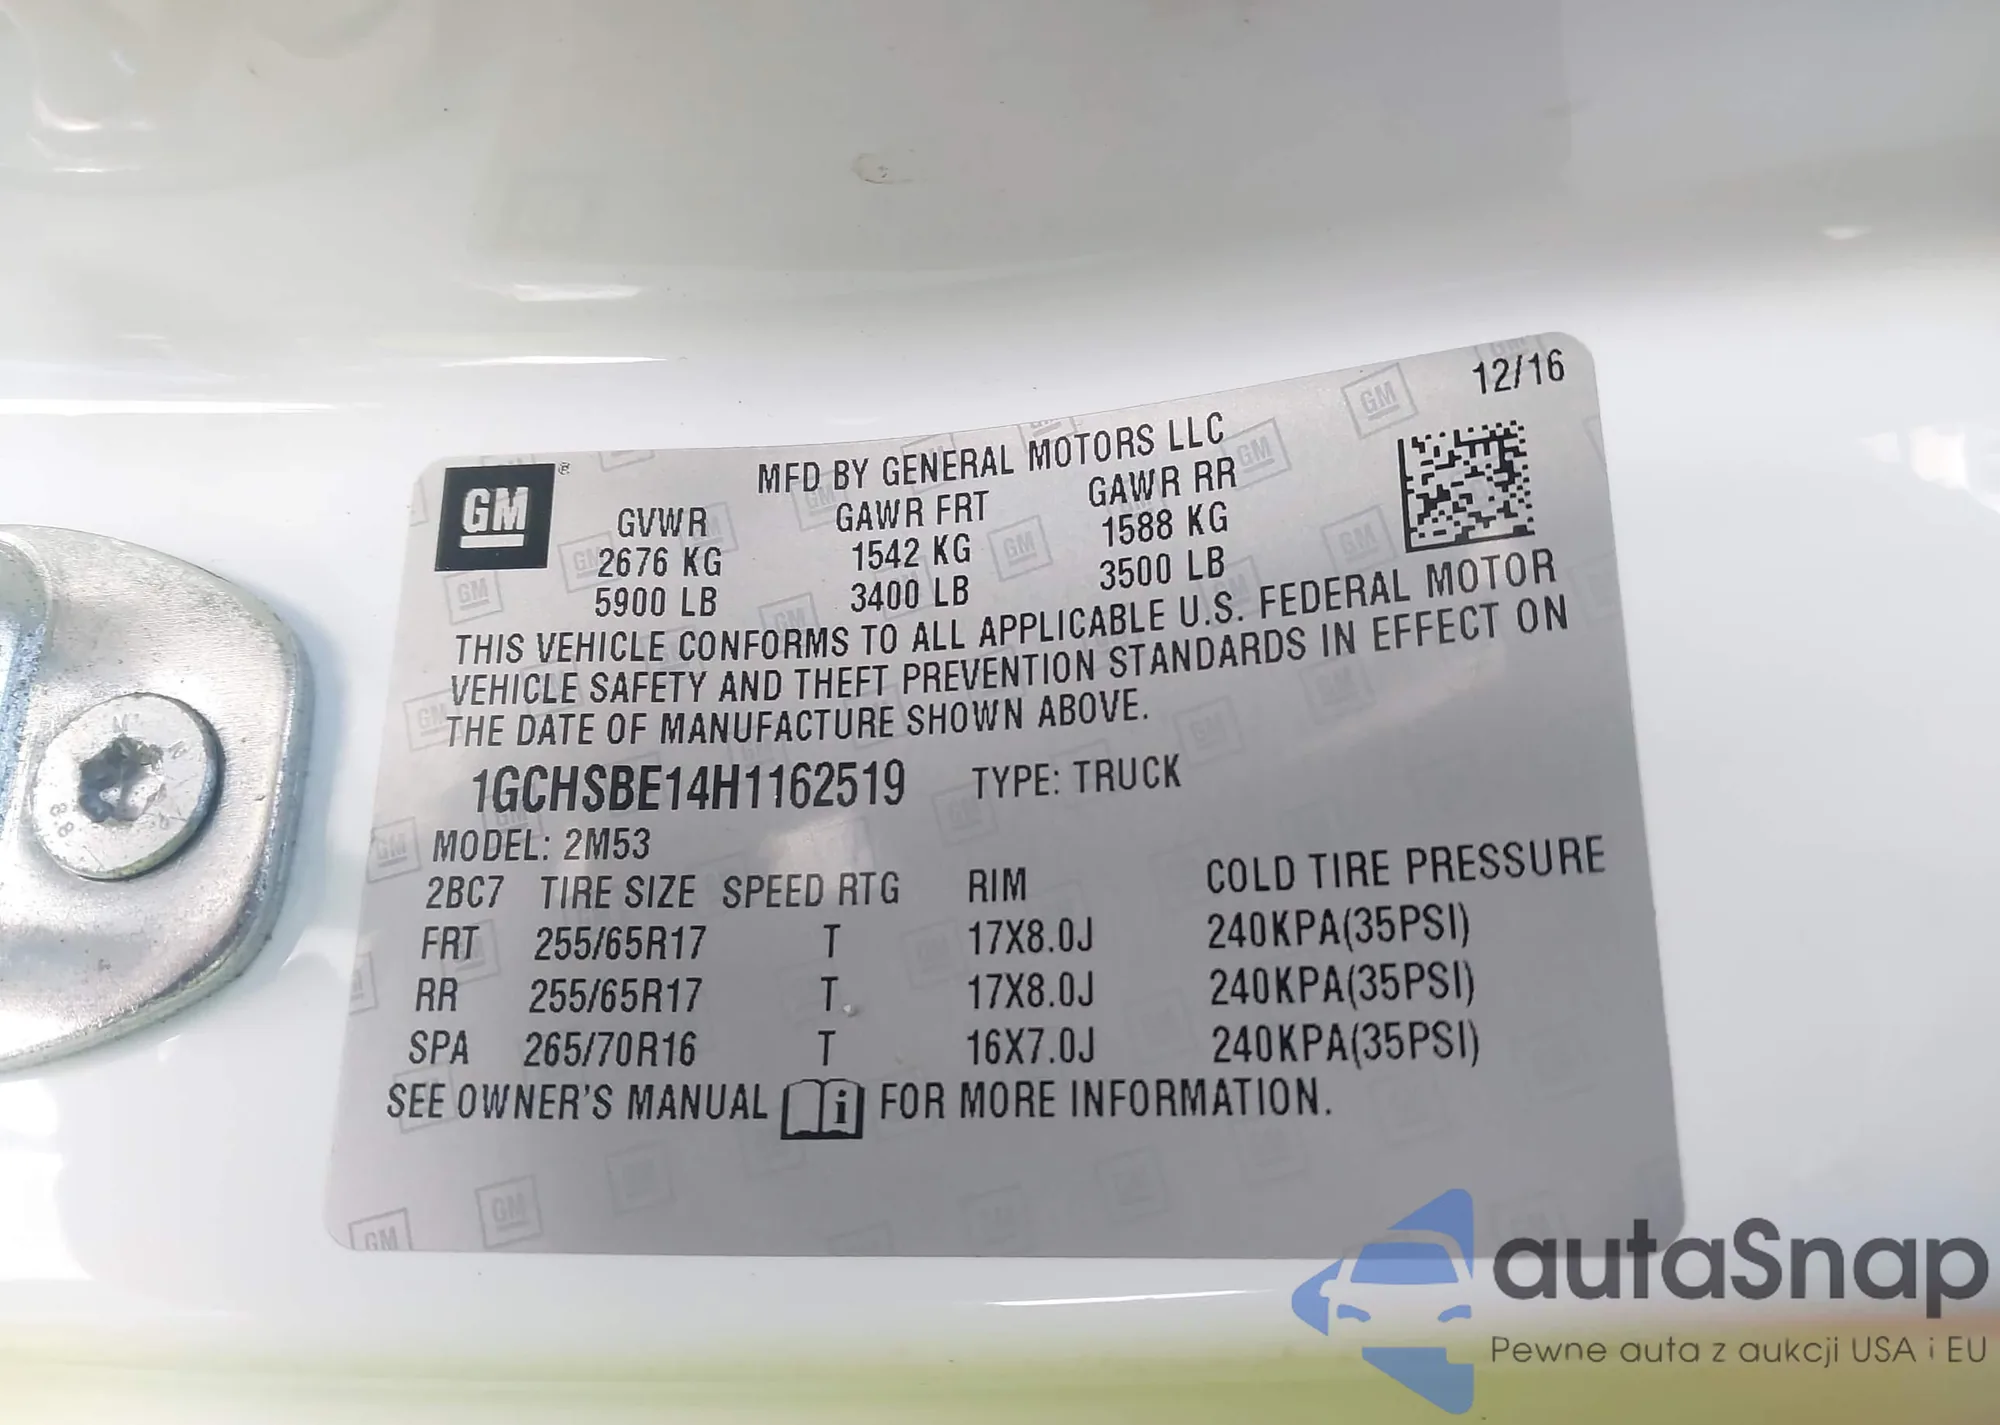 12/16
MFD BY GENERAL MOTORS LLC
GM ®
GVWR GAWR FRT GAWR RR
2676 KG 1542 KG 1588 KG
5900 LB 3400 LB 3500 LB
THIS VEHICLE CONFORMS TO ALL APPLICABLE U.S. FEDERAL MOTOR
VEHICLE SAFETY AND THEFT PREVENTION STANDARDS IN EFFECT ON
THE DATE OF MANUFACTURE SHOWN ABOVE.
1GCHSBE14H1162519 TYPE: TRUCK
MODEL: 2M53
2BC7 TIRE SIZE SPEED RTG RIM COLD TIRE PRESSURE
FRT 255/65R17 T 17X8.0J 240KPA(35PSI)
RR 255/65R17 T 17X8.0J 240KPA(35PSI)
SPA 265/70R16 T 16X7.0J 240KPA(35PSI)
SEE OWNER'S MANUAL i FOR MORE INFORMATION.
8.8
autaSnap
Pewne auta z aukcji USA i EU